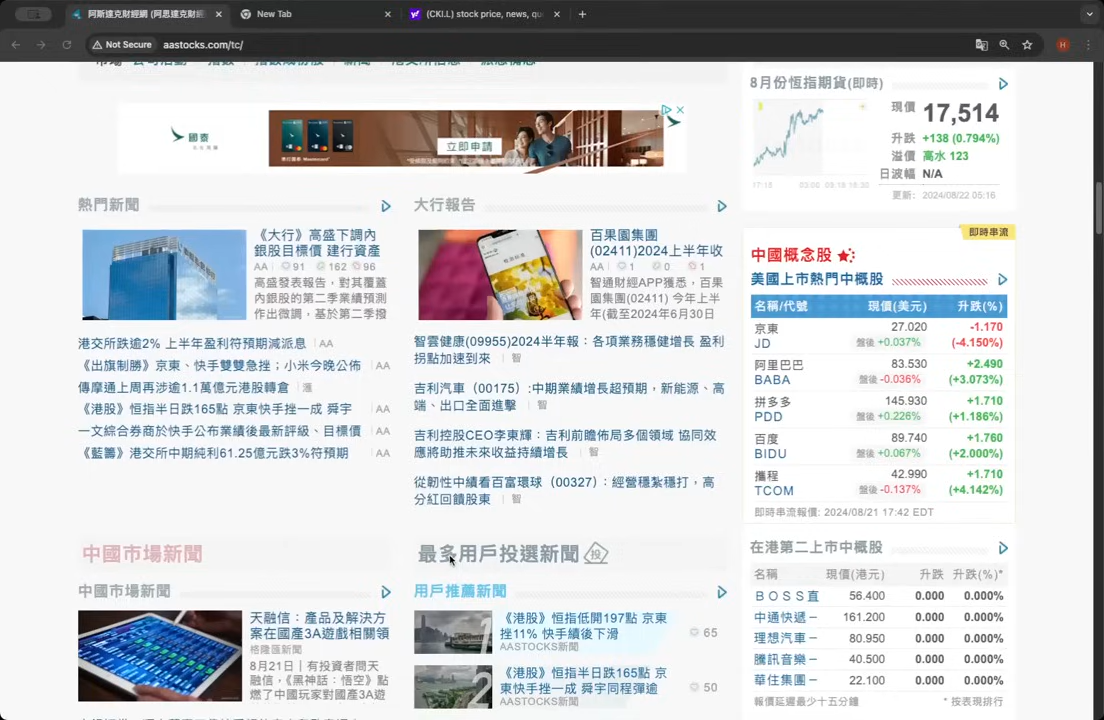 阿斯達克財經網 (阿思達克財經
New Tab
(CKI.L) stock price, news, qu
Not Secure
aastocks.com/tc/
H
國泰
立即申請
熱門新聞
《大行》高盛下調內
銀股目標價 建行資產
AA 91 162 96
高盛發表報告，對其覆蓋
內銀股的第二季業績預測
作出微調，基於第二季撥
港交所跌逾2% 上半年盈利符預期減派息 AA
《出旗制勝》京東、快手雙雙急挫；小米今晚公佈 AA
傳摩通上周再涉逾1.1萬億元港股轉倉 滙
《港股》恒指半日跌165點 京東快手挫一成 舜宇 AA
一文綜合券商於快手公布業績後最新評級、目標價 AA
《藍籌》港交所中期純利61.25億元跌3%符預期 AA
大行報告
百果園集團
(02411)2024上半年收
AA 1 0 1
智通財經APP獲悉，百果
園集團(02411) 今年上半
年(截至2024年6月30日
智雲健康(09955)2024半年報：各項業務穩健增長 盈利
拐點加速到來 智
吉利汽車（00175）:中期業績增長超預期，新能源、高
端、出口全面進擊 智
吉利控股CEO李東輝：吉利前瞻佈局多個領域 協同效
應將助推未來收益持續增長 智
從韌性中績看百富環球（00327）：經營穩紮穩打，高
分紅回饋股東 智
中國市場新聞
中國市場新聞
天融信：產品及解決方
案在國產3A遊戲相關領
格隆匯新聞
8月21日｜有投資者問天
融信，《黑神話：悟空》點
燃了中國玩家對國產3A遊
最多用戶投選新聞 投
用戶推薦新聞
1
《港股》恒指低開197點 京東
挫11% 快手績後下滑
AASTOCKS新聞
65
2
《港股》恒指半日跌165點 京
東快手挫一成 舜宇同程彈逾
AASTOCKS新聞
50
8月份恆指期貨(即時)
現價 17,514
升跌 +138 (0.794%)
溢價 高水 123
日波幅 N/A
更新: 2024/08/22 05:16
即時串流
中國概念股
美國上市熱門中概股
名稱/代號 現價(美元) 升跌(%)
京東 27.020 -1.170
JD 盤後 +0.037% (-4.150%)
阿里巴巴 83.530 +2.490
BABA 盤後 -0.036% (+3.073%)
拼多多 145.930 +1.710
PDD 盤後 +0.226% (+1.186%)
百度 89.740 +1.760
BIDU 盤後 +0.067% (+2.000%)
攜程 42.990 +1.710
TCOM 盤後 -0.137% (+4.142%)
即時串流報價: 2024/08/21 17:42 EDT
在港第二上市中概股
名稱 現價(港元) 升跌 升跌(%)*
ＢＯＳＳ直 56.400 0.000 0.000%
中通快遞－ 161.200 0.000 0.000%
理想汽車－ 80.950 0.000 0.000%
騰訊音樂－ 40.500 0.000 0.000%
華住集團－ 22.100 0.000 0.000%
報價延遲最少十五分鐘 * 按表現排行